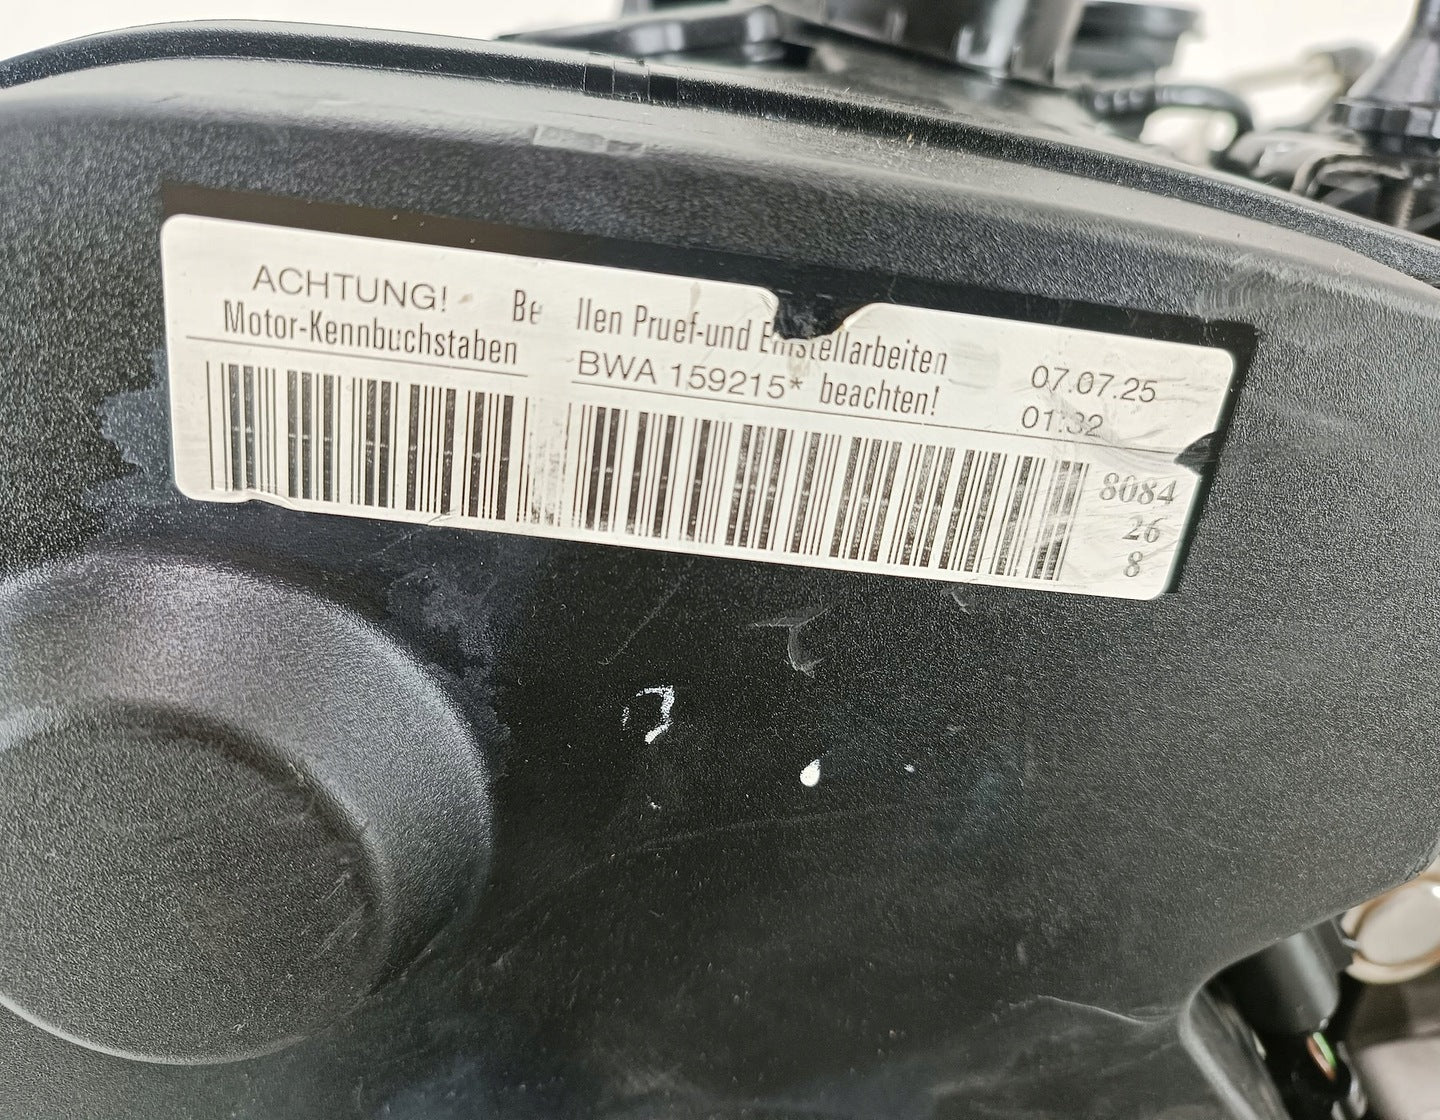 ACHTUNG! Be llen Pruef-und Einstellarbeiten 07.07.25
Motor-Kennbuchstaben BWA 159215* beachten! 01:32
8084
26
8